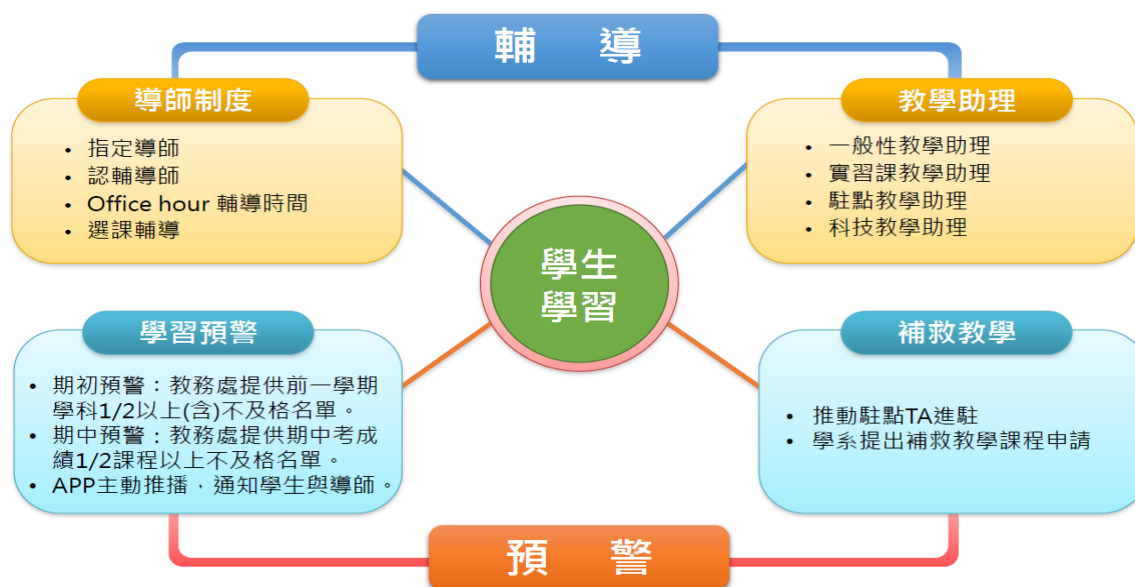 輔 導
導師制度
• 指定導師
• 認輔導師
• Office hour 輔導時間
• 選課輔導
教學助理
• 一般性教學助理
• 實習課教學助理
• 駐點教學助理
• 科技教學助理
學生
學習
學習預警
• 期初預警：教務處提供前一學期
學科1/2以上(含)不及格名單。
• 期中預警：教務處提供期中考成
績1/2課程以上不及格名單。
• APP主動推播，通知學生與導師。
補救教學
• 推動駐點TA進駐
• 學系提出補救教學課程申請
預 警